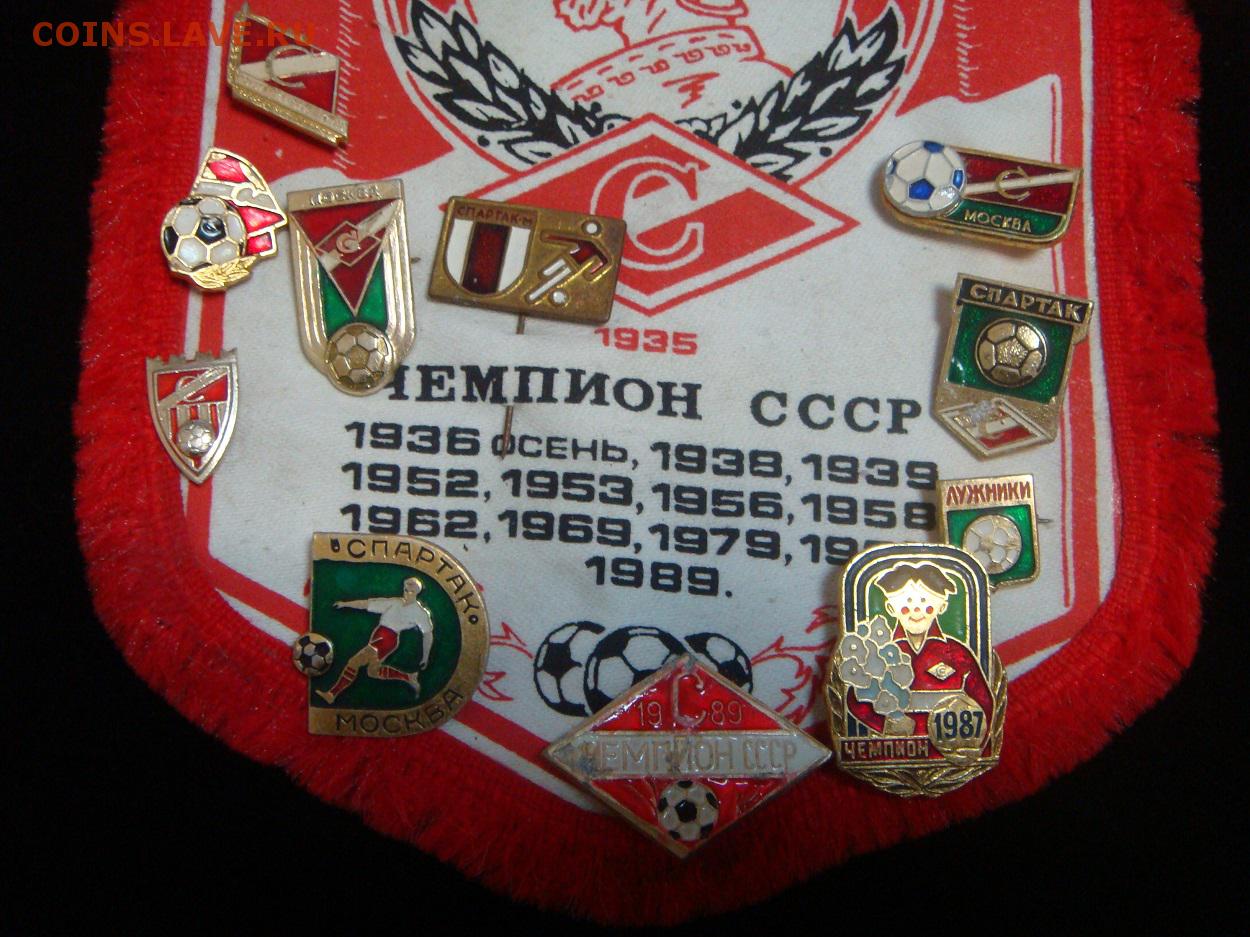 COINS.LAVE.RU
МОСКВА
СПАРТАК-М
С
С
МОСКВА
С
С
1935
СПАРТАК
ЧЕМПИОН СССР
1936 ОСЕНЬ, 1938, 1939
1952, 1953, 1956, 1958
1962, 1969, 1979,
1989.
ЛУЖНИКИ
СПАРТАК
МОСКВА
С
1989
ЧЕМПИОН СССР
ЧЕМПИОН
1987